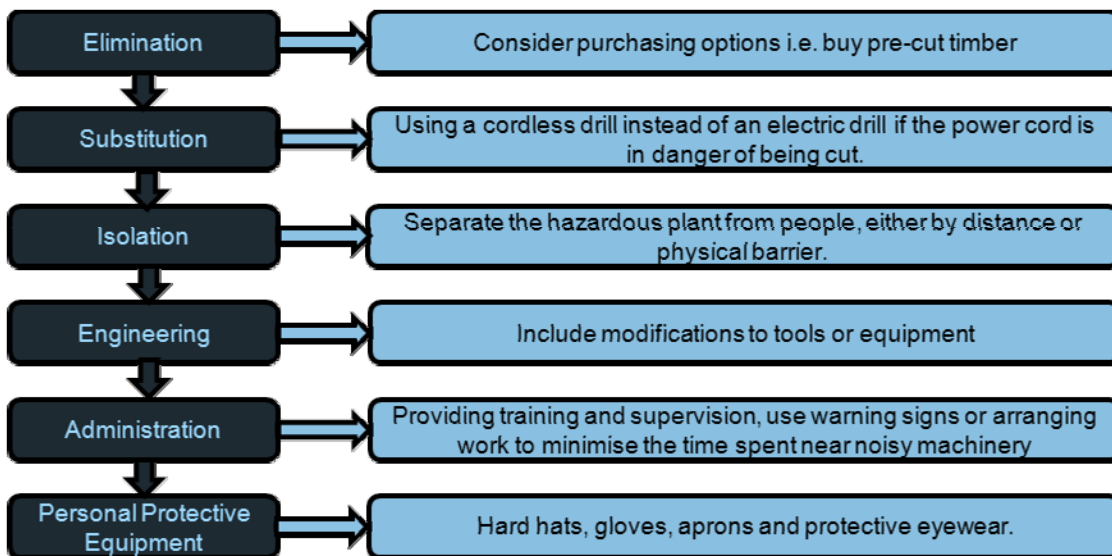 Elimination
Consider purchasing options i.e. buy pre-cut timber
Substitution
Using a cordless drill instead of an electric drill if the power cord is
in danger of being cut.
Isolation
Separate the hazardous plant from people, either by distance or
physical barrier.
Engineering
Include modifications to tools or equipment
Administration
Providing training and supervision, use warning signs or arranging
work to minimise the time spent near noisy machinery
Personal Protective
Equipment
Hard hats, gloves, aprons and protective eyewear.